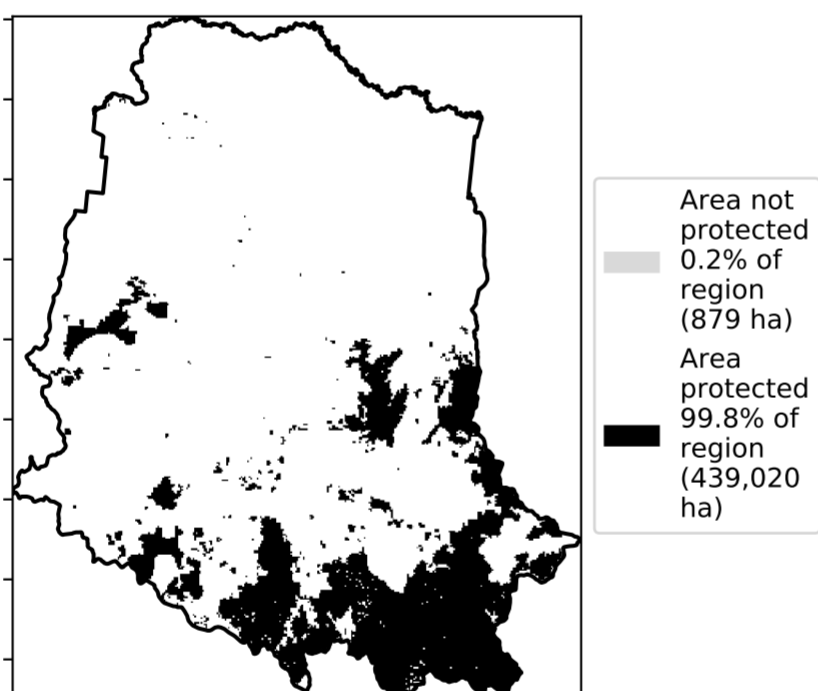 Area not
protected
0.2% of
region
(879 ha)
Area
protected
99.8% of
region
(439,020
ha)